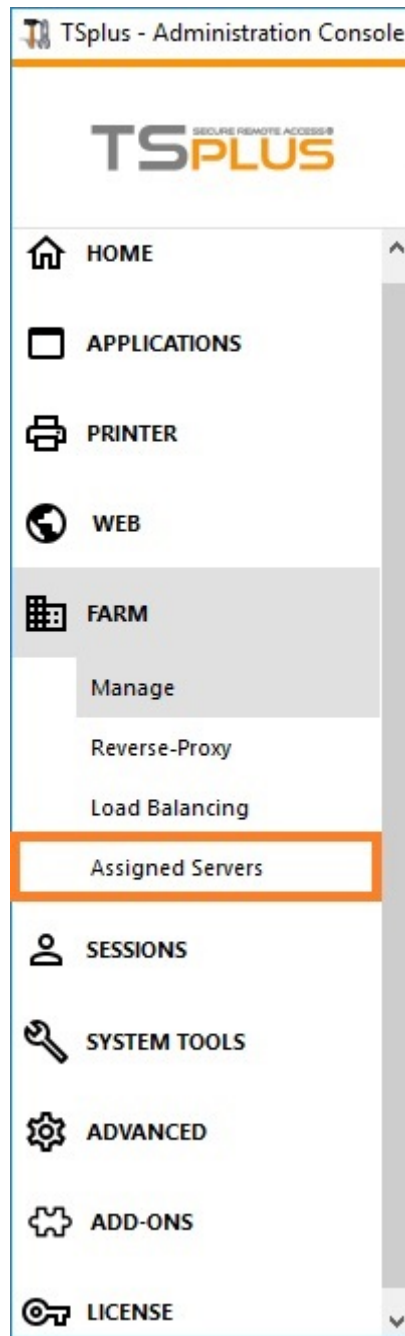 TSplus - Administration Console
SECURE REMOTE ACCESS®
TSPLUS
HOME
APPLICATIONS
PRINTER
WEB
FARM
Manage
Reverse-Proxy
Load Balancing
Assigned Servers
SESSIONS
SYSTEM TOOLS
ADVANCED
ADD-ONS
LICENSE